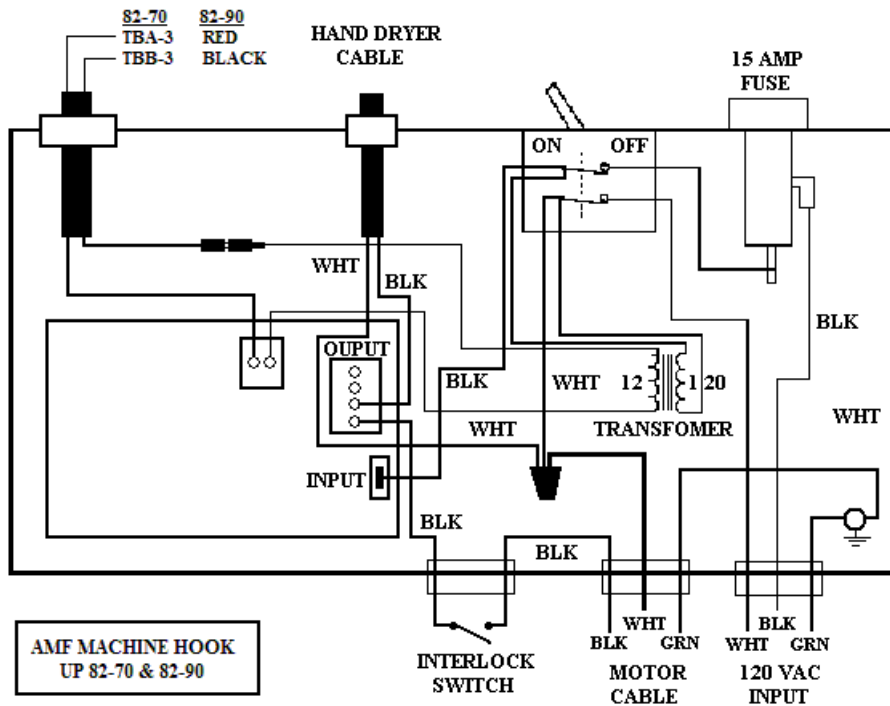 82-70 82-90
TBA-3 RED
TBB-3 BLACK
HAND DRYER
CABLE
15 AMP
FUSE
ON OFF
WHT
BLK
BLK
OUPUT
BLK
WHT
12
120
WHT
WHT
TRANSFOMER
INPUT
BLK
BLK
WHT
BLK
GRN
BLK
WHT
GRN
INTERLOCK
SWITCH
MOTOR
CABLE
120 VAC
INPUT
AMF MACHINE HOOK
UP 82-70 & 82-90